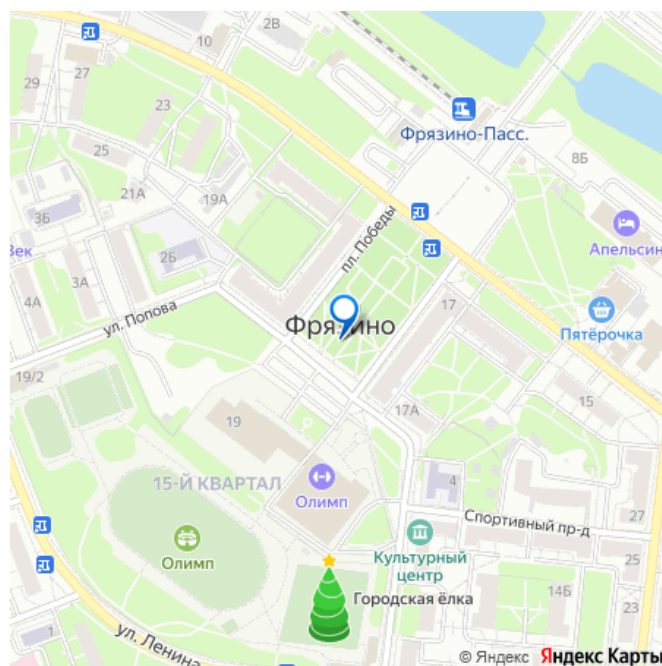 2В
10
29
27
23
Фрязино-Пасс.
8Б
25
21А
19А
3Б
Век
2Б
3А
4А
пл. Победы
Апельсин
ул. Попова
Фрязино
17
Пятёрочка
19/2
15
17А
19
15-Й КВАРТАЛ
Олимп
4
Спортивный пр-д
27
Олимп
Культурный
центр
25
14Б
Городская ёлка
1
ул. Ленина
© Яндекс Яндекс Карты